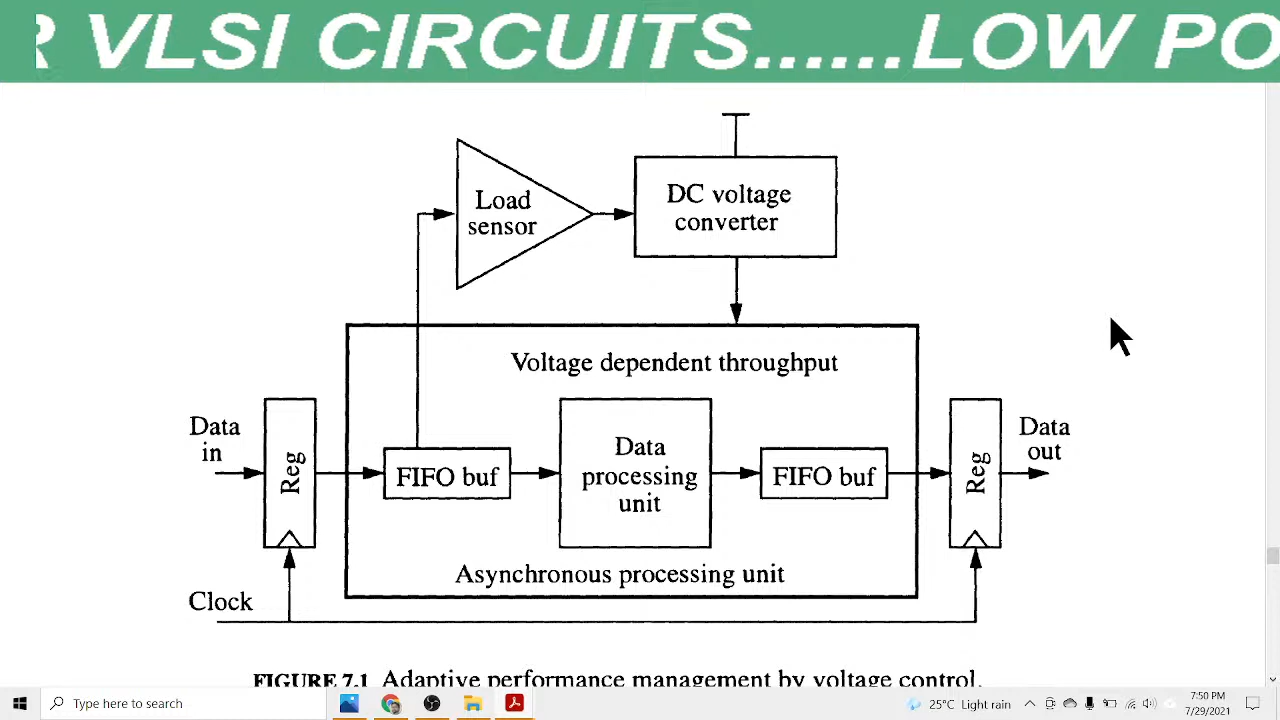 R VLSI CIRCUITS......LOW PO
Load
sensor
DC voltage
converter
Voltage dependent throughput
Data
in
Reg
FIFO buf
Data
processing
unit
FIFO buf
Reg
Data
out
Asynchronous processing unit
Clock
FIGURE 7.1 Adaptive performance management by voltage control.
Type here to search
25°C Light rain
7:50 PM
7/29/2021